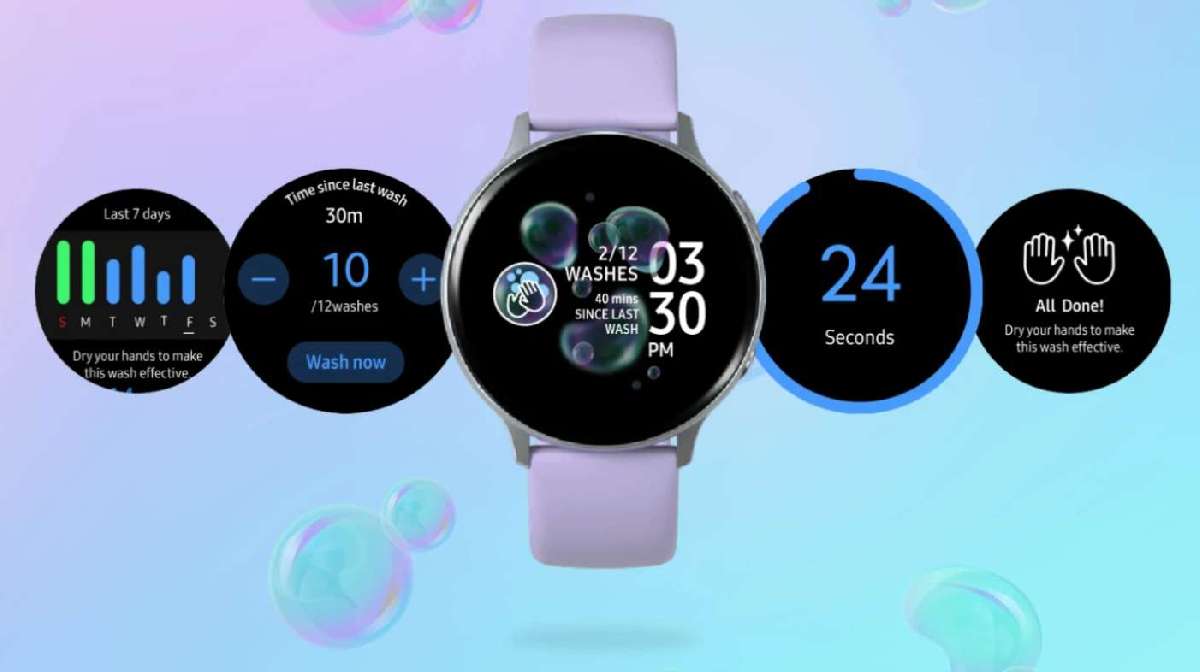 Last 7 days
S M T W T F S
Dry your hands to make
this wash effective
Time since last wash
30m
− 10 +
/12washes
Wash now
2/12
WASHES
40 mins
SINCE LAST
WASH
03
30
PM
24
Seconds
All Done!
Dry your hands to make
this wash effective.